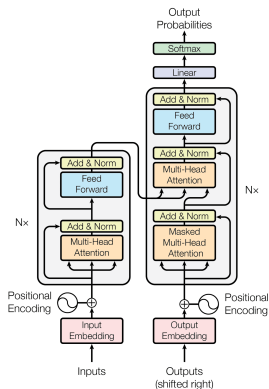 Output
Probabilities
Softmax
Linear
Add & Norm
Feed
Forward
Add & Norm
Multi-Head
Attention
Add & Norm
Masked
Multi-Head
Attention
N×
Positional
Encoding
Output
Embedding
Outputs
(shifted right)
Add & Norm
Feed
Forward
Add & Norm
Multi-Head
Attention
N×
Positional
Encoding
Input
Embedding
Inputs